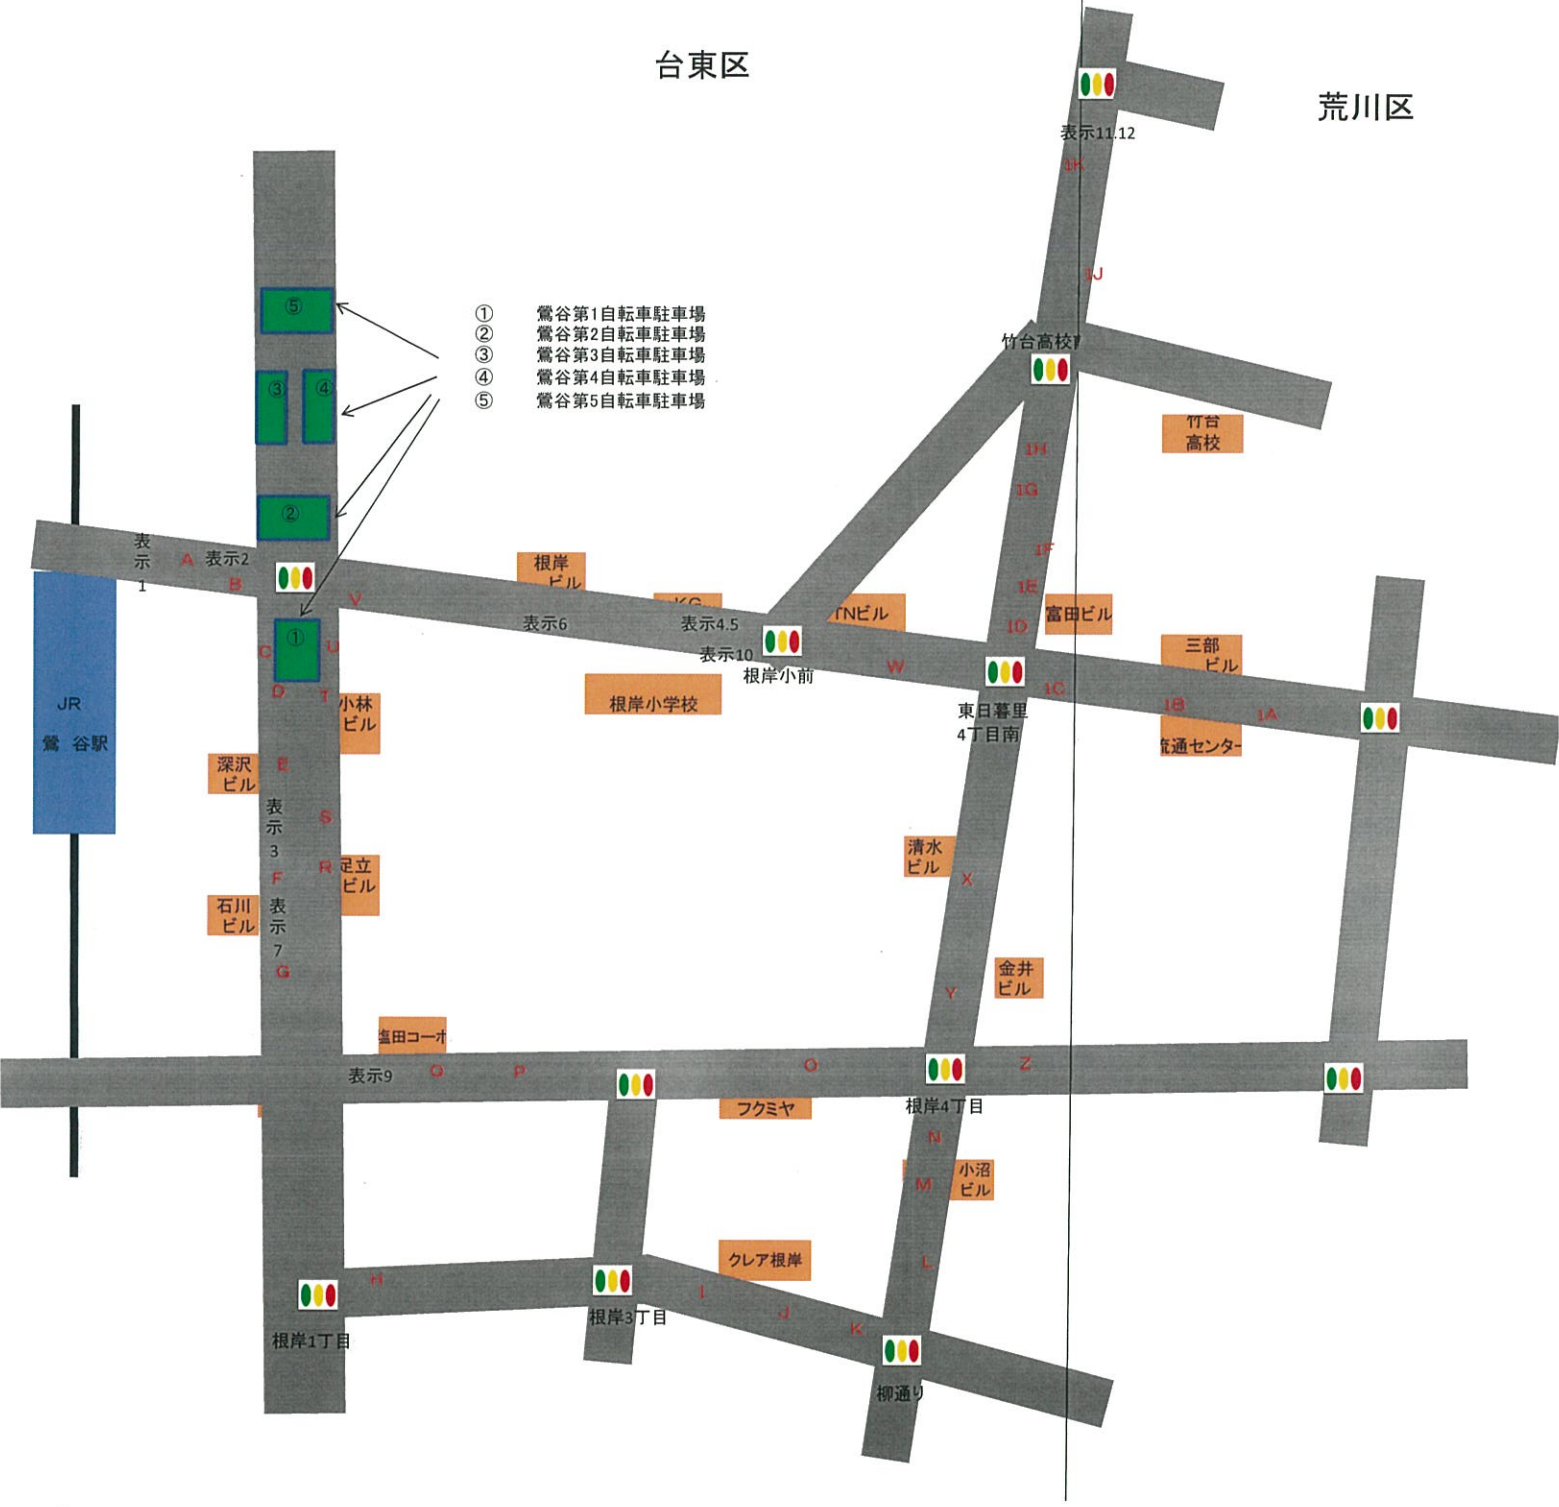 台東区
荒川区
表示11.12
1K
1J
⑤
① 鶯谷第1自転車駐車場
② 鶯谷第2自転車駐車場
③ 鶯谷第3自転車駐車場
④ 鶯谷第4自転車駐車場
⑤ 鶯谷第5自転車駐車場
③
④
②
竹台高校
竹台
高校
1H
1G
1F
1E
1D
富田ビル
表
示
1
A
表示2
B
V
根岸
ビル
表示6
表示4.5
表示10
根岸小前
TNビル
W
①
C
U
D
T
小林
ビル
根岸小学校
東日暮里
4丁目南
1C
1B
1A
三部
ビル
流通センター
JR
鶯 谷駅
深沢
ビル
E
表
示
3
S
R
F
足立
ビル
石川
ビル
表
示
7
G
清水
ビル
X
金井
ビル
Y
塩田コーポ
表示9
Q
P
O
Z
フクミヤ
根岸4丁目
N
M
小沼
ビル
L
クレア根岸
H
I
J
K
根岸1丁目
根岸3丁目
柳通り